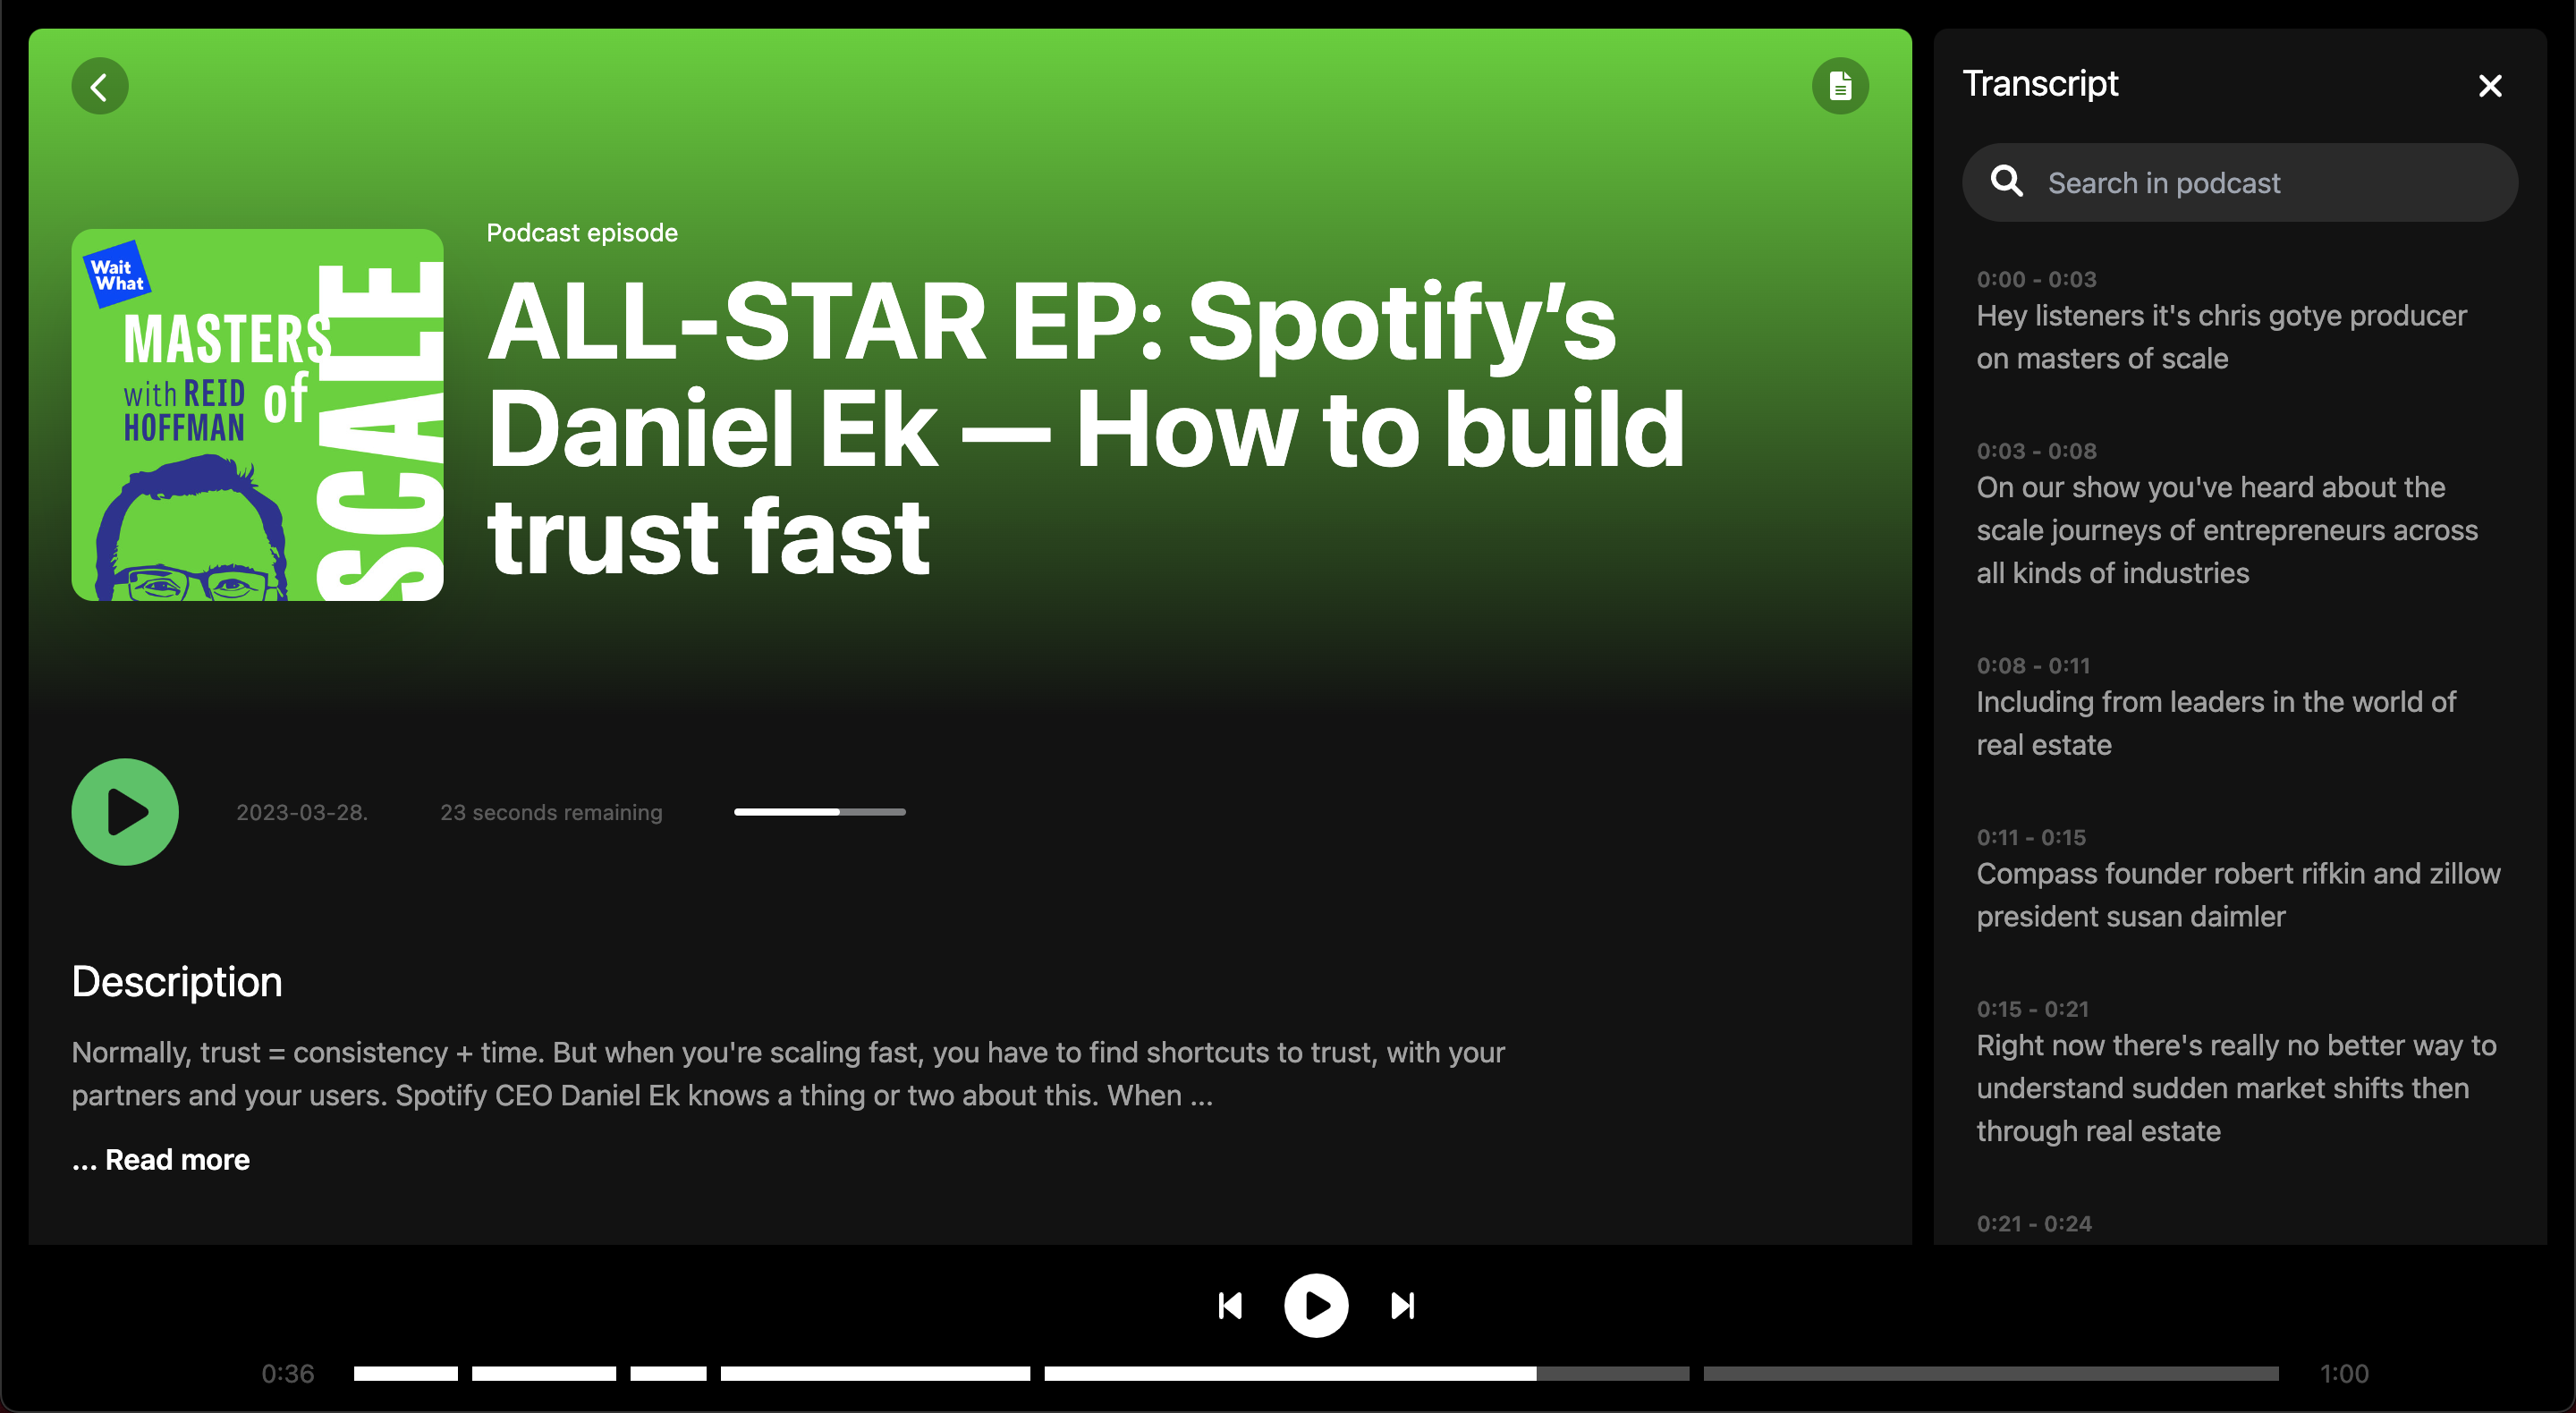 Wait
What
MASTERS
with REID
HOFFMAN
of
SCALE
Podcast episode
ALL-STAR EP: Spotify’s
Daniel Ek — How to build
trust fast
2023-03-28.
23 seconds remaining
Description
Normally, trust = consistency + time. But when you're scaling fast, you have to find shortcuts to trust, with your
partners and your users. Spotify CEO Daniel Ek knows a thing or two about this. When ...
... Read more
Transcript
Search in podcast
0:00 - 0:03
Hey listeners it's chris gotye producer
on masters of scale
0:03 - 0:08
On our show you've heard about the
scale journeys of entrepreneurs across
all kinds of industries
0:08 - 0:11
Including from leaders in the world of
real estate
0:11 - 0:15
Compass founder robert rifkin and zillow
president susan daimler
0:15 - 0:21
Right now there's really no better way to
understand sudden market shifts then
through real estate
0:21 - 0:24
0:36
1:00